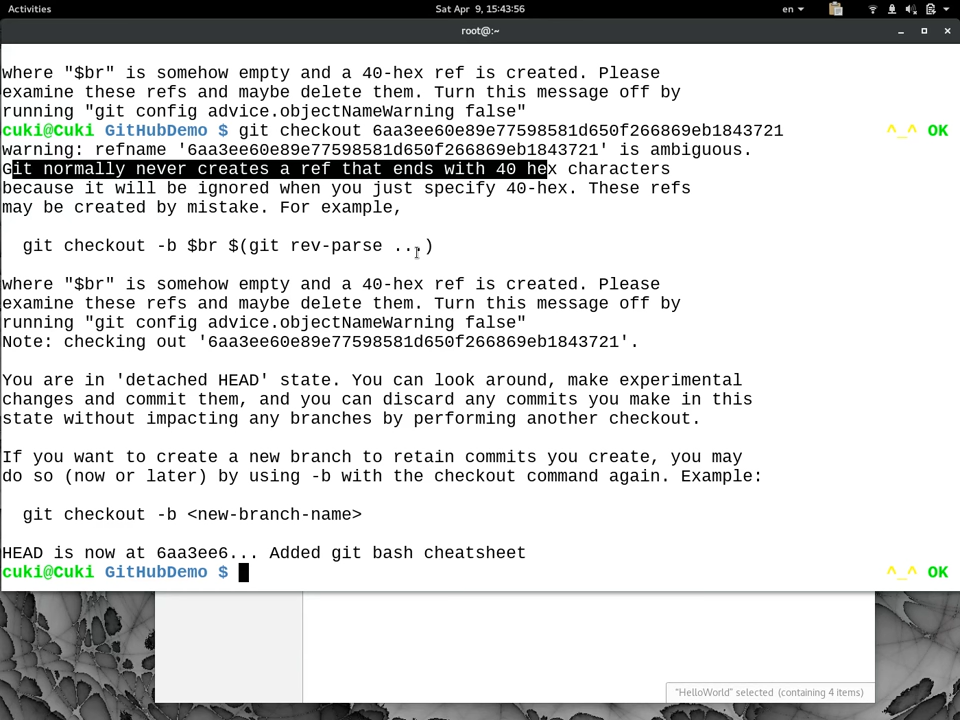 Activities Sat Apr 9, 15:43:56 en
root@:~
where "$br" is somehow empty and a 40-hex ref is created. Please
examine these refs and maybe delete them. Turn this message off by
running "git config advice.objectNameWarning false"
cuki@Cuki GitHubDemo $ git checkout 6aa3ee60e89e77598581d650f266869eb1843721 ^_^ OK
warning: refname '6aa3ee60e89e77598581d650f266869eb1843721' is ambiguous.
Git normally never creates a ref that ends with 40 hex characters
because it will be ignored when you just specify 40-hex. These refs
may be created by mistake. For example,
git checkout -b $br $(git rev-parse ...)
where "$br" is somehow empty and a 40-hex ref is created. Please
examine these refs and maybe delete them. Turn this message off by
running "git config advice.objectNameWarning false"
Note: checking out '6aa3ee60e89e77598581d650f266869eb1843721'.
You are in 'detached HEAD' state. You can look around, make experimental
changes and commit them, and you can discard any commits you make in this
state without impacting any branches by performing another checkout.
If you want to create a new branch to retain commits you create, you may
do so (now or later) by using -b with the checkout command again. Example:
git checkout -b <new-branch-name>
HEAD is now at 6aa3ee6... Added git bash cheatsheet
cuki@Cuki GitHubDemo $ ^_^ OK
"HelloWorld" selected (containing 4 items)